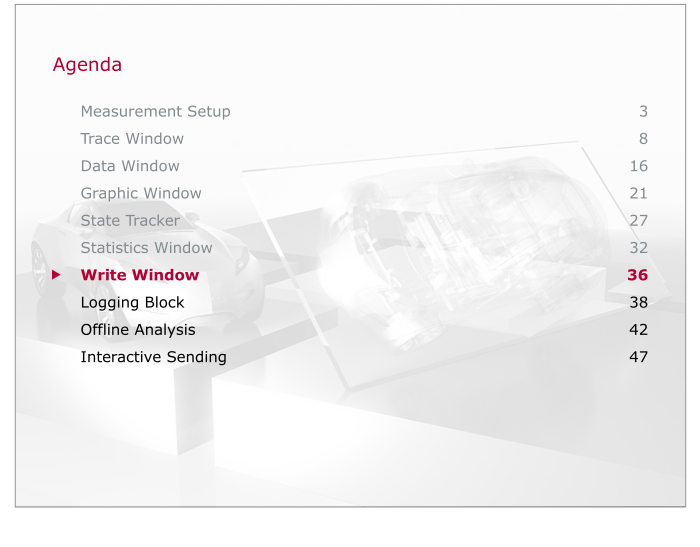 Agenda
Measurement Setup 3
Trace Window 8
Data Window 16
Graphic Window 21
State Tracker 27
Statistics Window 32
Write Window 36
Logging Block 38
Offline Analysis 42
Interactive Sending 47